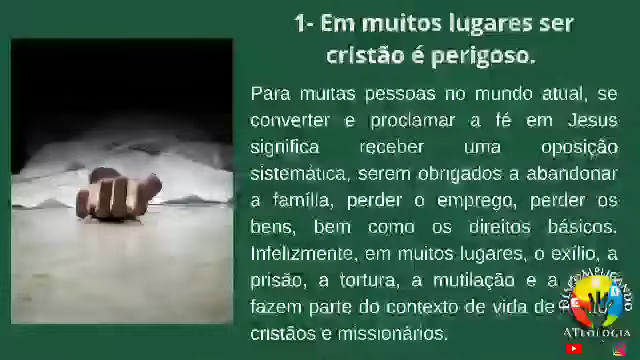 1- Em muitos lugares ser
cristão é perigoso.
Para muitas pessoas no mundo atual, se
converter e proclamar a fé em Jesus
significa receber uma oposição
sistemática, serem obrigados a abandonar
a família, perder o emprego, perder os
bens, bem como os direitos básicos.
Infelizmente, em muitos lugares, o exílio, a
prisão, a tortura, a mutilação e a
fazem parte do contexto de vida de
cristãos e missionários.
DESCOMPLICANDO
A TEOLOGIA